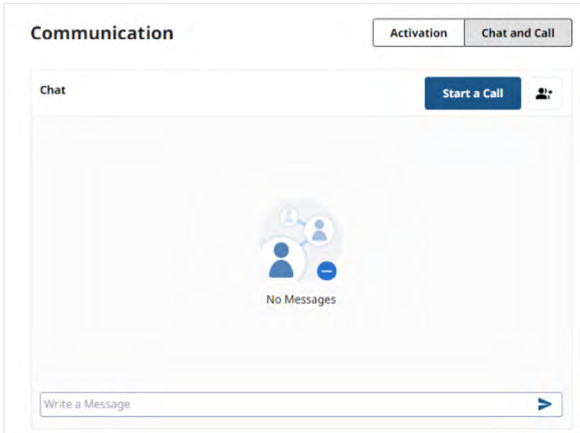 Communication
Activation
Chat and Call
Chat
Start a Call
No Messages
Write a Message